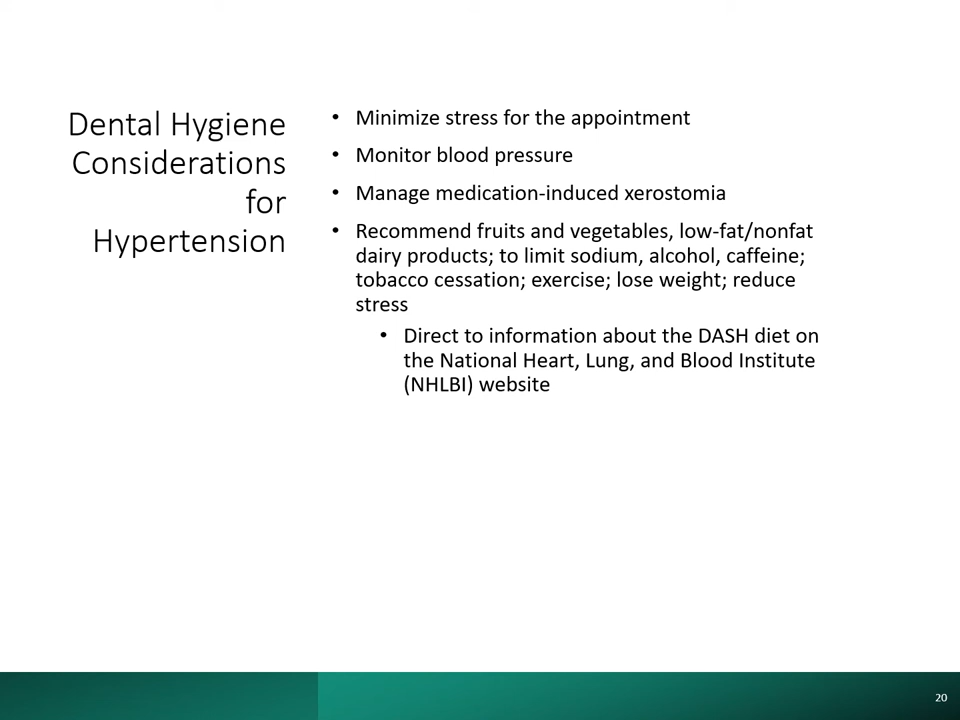 Dental Hygiene
Considerations
for
Hypertension
• Minimize stress for the appointment
• Monitor blood pressure
• Manage medication-induced xerostomia
• Recommend fruits and vegetables, low-fat/nonfat
dairy products; to limit sodium, alcohol, caffeine;
tobacco cessation; exercise; lose weight; reduce
stress
• Direct to information about the DASH diet on
the National Heart, Lung, and Blood Institute
(NHLBI) website
20